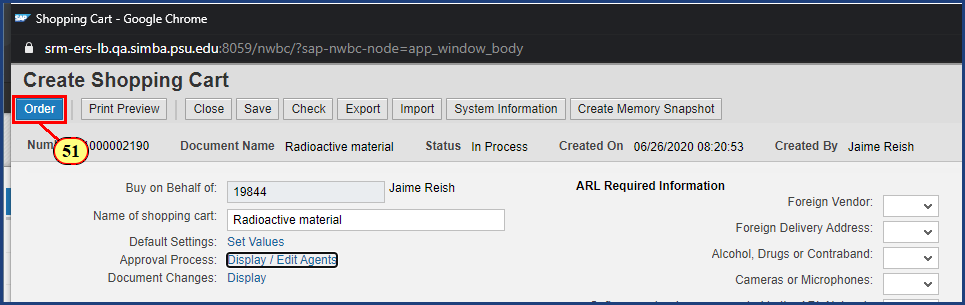 SAP Shopping Cart - Google Chrome
srm-ers-lb.qa.simba.psu.edu:8059/nwbc/?sap-nwbc-node=app_window_body
Create Shopping Cart
Order Print Preview Close Save Check Export Import System Information Create Memory Snapshot
51
000002190 Document Name Radioactive material Status In Process Created On 06/26/2020 08:20:53 Created By Jaime Reish
Buy on Behalf of: 19844 Jaime Reish
Name of shopping cart: Radioactive material
Default Settings: Set Values
Approval Process: Display / Edit Agents
Document Changes: Display
ARL Required Information
Foreign Vendor:
Foreign Delivery Address:
Alcohol, Drugs or Contraband:
Cameras or Microphones: